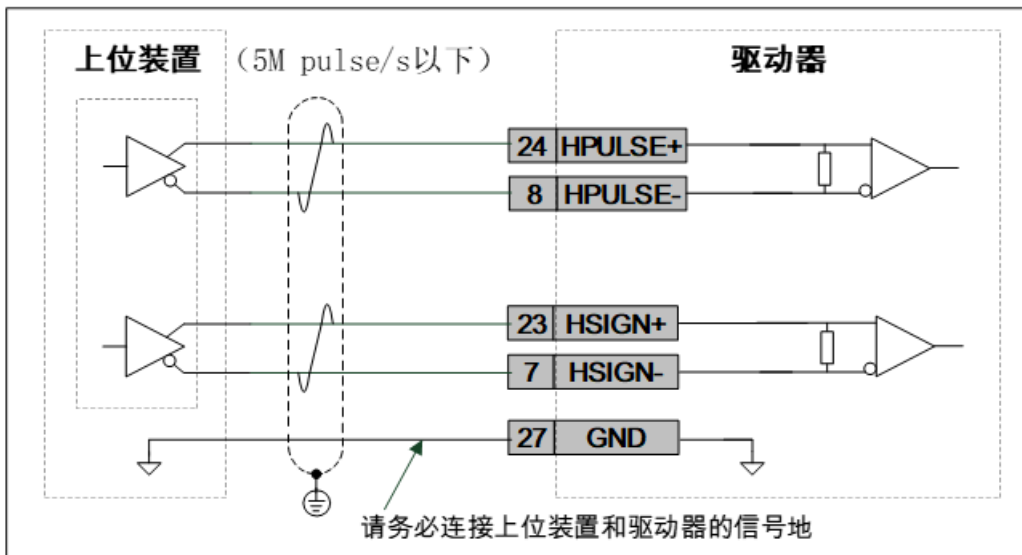 上位装置 （5M pulse/s以下） 驱动器
24 HPULSE+
8 HPULSE-
23 HSIGN+
7 HSIGN-
27 GND
请务必连接上位装置和驱动器的信号地